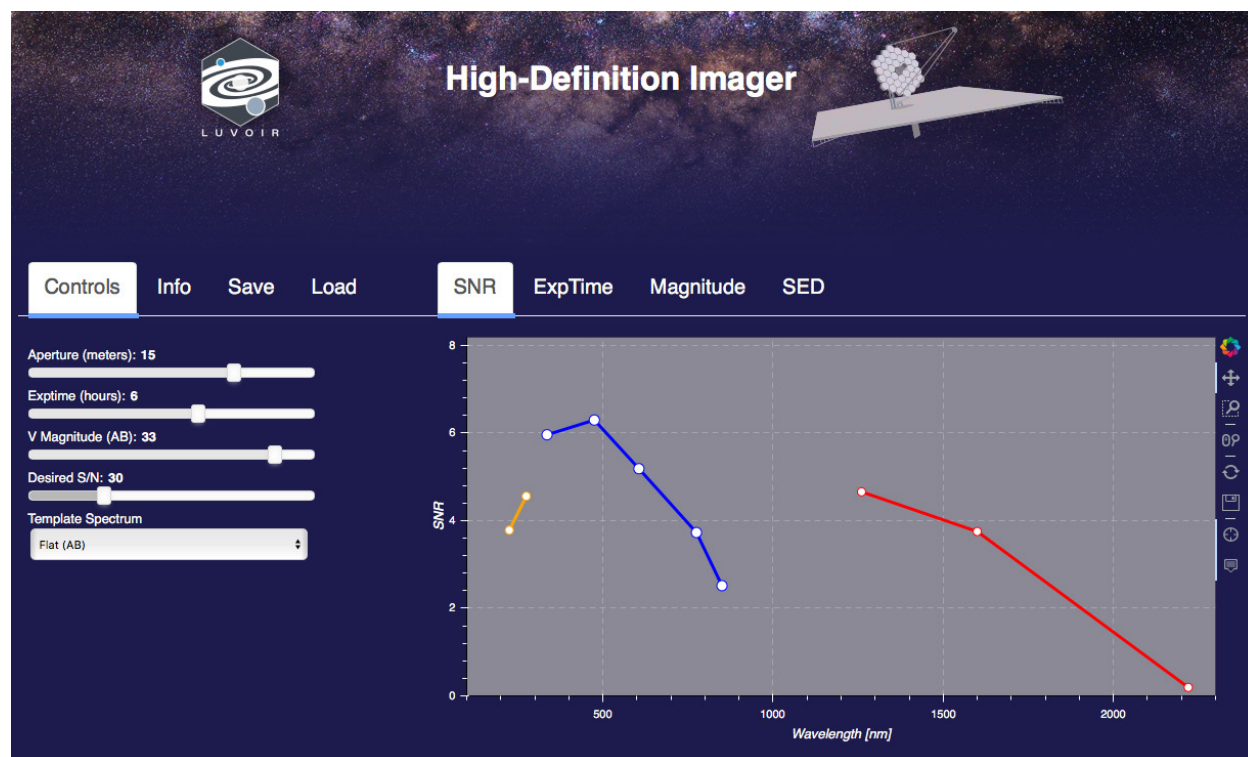 High-Definition Imager
LUVOIR
Controls Info Save Load
SNR ExpTime Magnitude SED
Aperture (meters): 15
Exptime (hours): 6
V Magnitude (AB): 33
Desired S/N: 30
Template Spectrum
Flat (AB)
8
6
4
2
0
SNR
500 1000 1500 2000
Wavelength [nm]